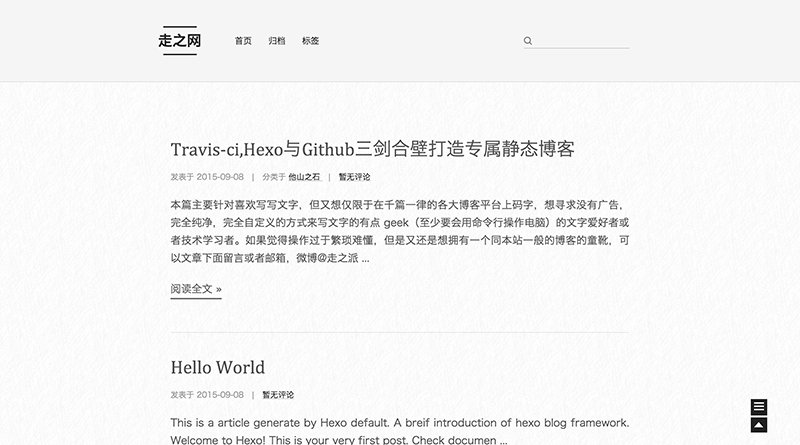 走之网
首页 归档 标签
Travis-ci,Hexo与Github三剑合壁打造专属静态博客
发表于 2015-09-08 | 分类于 他山之石 | 暂无评论
本篇主要针对喜欢写写文字，但又想仅限于在千篇一律的各大博客平台上码字，想寻求没有广告，
完全纯净，完全自定义的方式来写文字的有点 geek（至少要会用命令行操作电脑）的文字爱好者或
者技术学习者。如果觉得操作过于繁琐难懂，但是又还是想拥有一个同本站一般的博客的童靴，可
以文章下面留言或者邮箱，微博@走之派 ...
阅读全文 »
Hello World
发表于 2015-09-08 | 暂无评论
This is a article generate by Hexo default. A breif introduction of hexo blog framework.
Welcome to Hexo! This is your very first post. Check documen ...